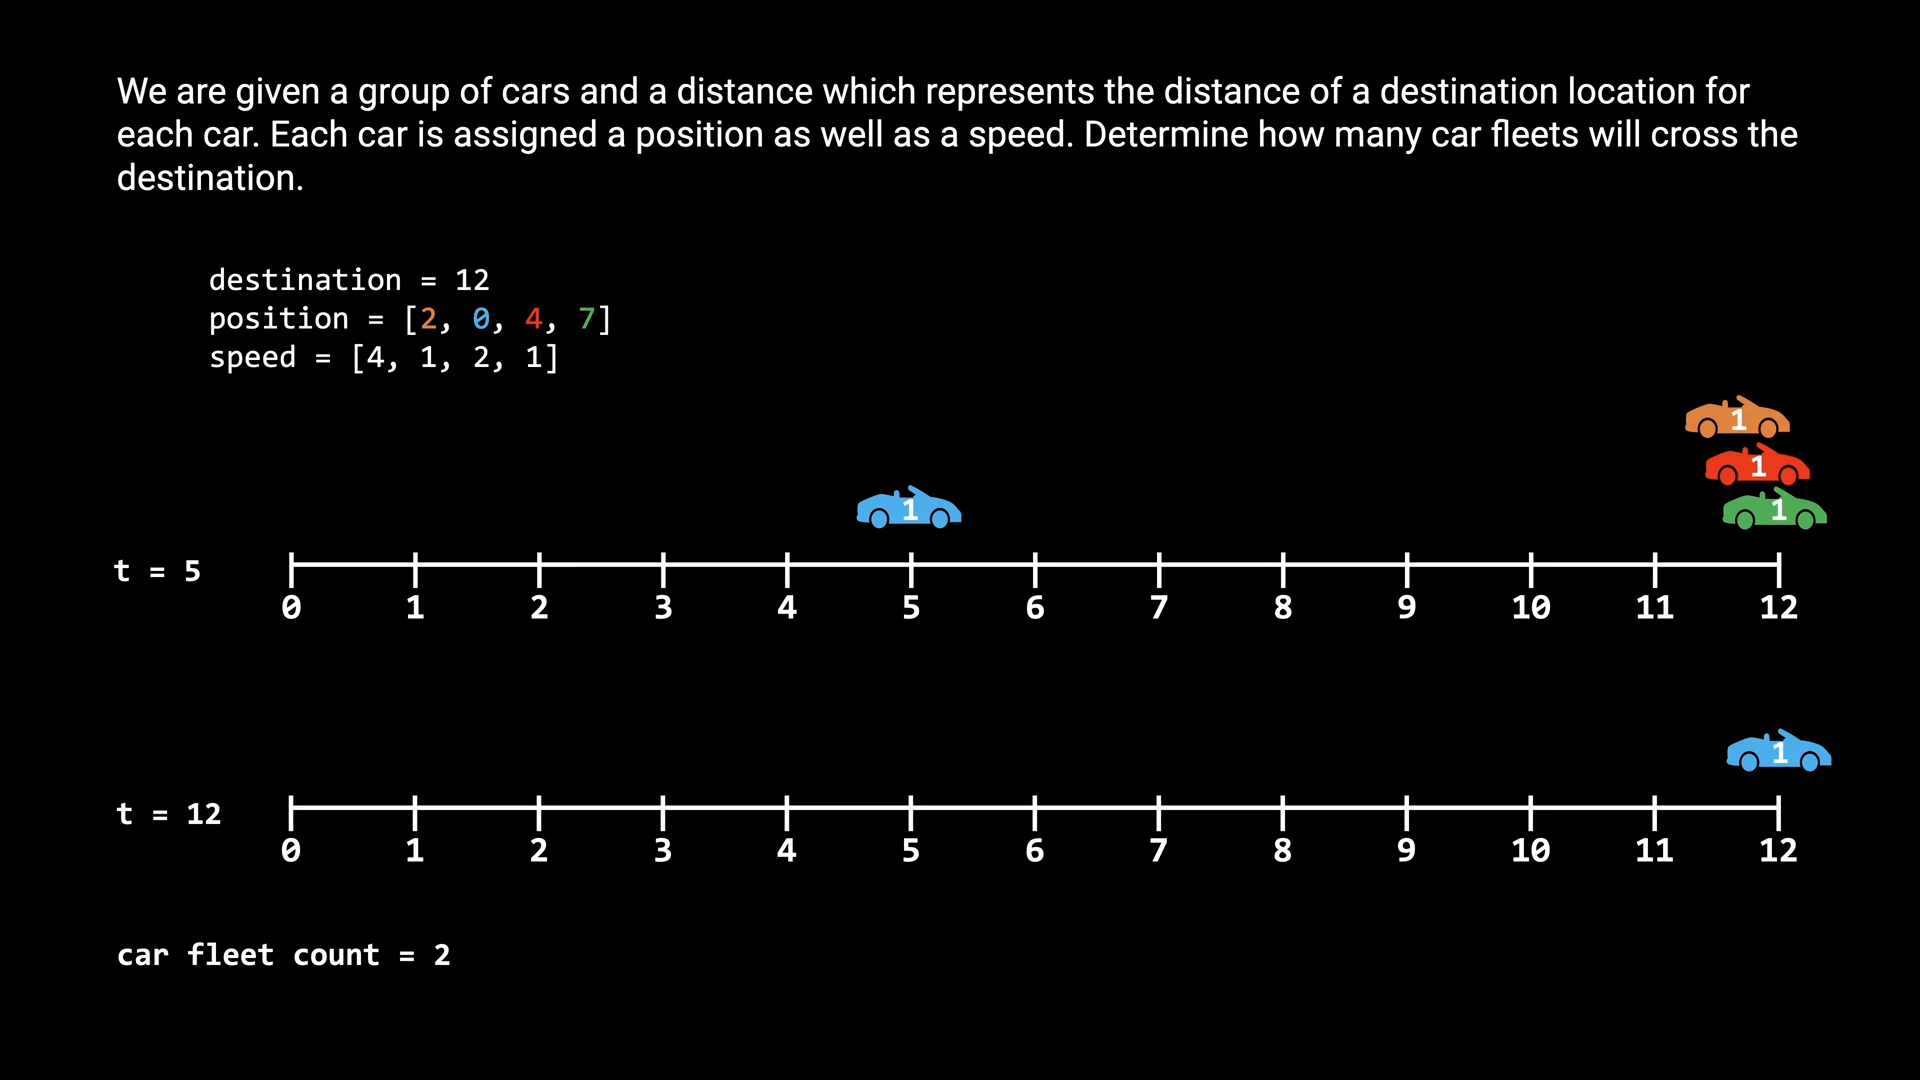 We are given a group of cars and a distance which represents the distance of a destination location for
each car. Each car is assigned a position as well as a speed. Determine how many car fleets will cross the
destination.
destination = 12
position = [2, 0, 4, 7]
speed = [4, 1, 2, 1]
1
1
1 1
t = 5
0 1 2 3 4 5 6 7 8 9 10 11 12
1
t = 12
0 1 2 3 4 5 6 7 8 9 10 11 12
car fleet count = 2